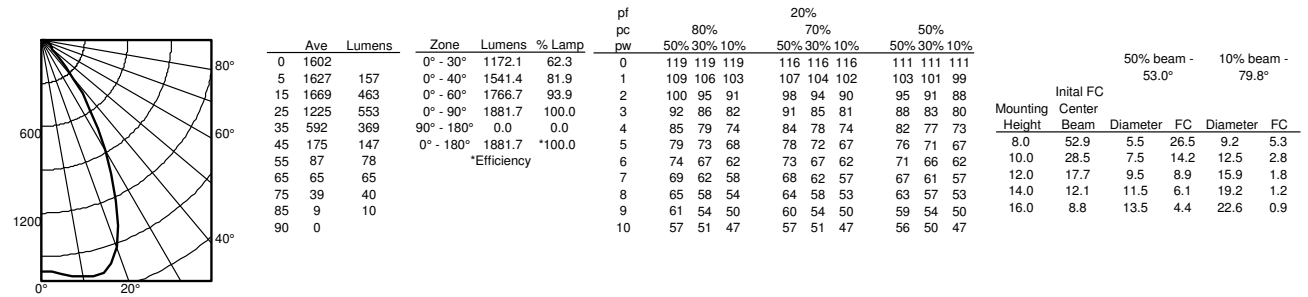 600
1200
0°
20°
40°
60°
80°
Ave Lumens
0 1602
5 1627 157
15 1669 463
25 1225 553
35 592 369
45 175 147
55 87 78
65 65 65
75 39 40
85 9 10
90 0
Zone Lumens % Lamp
0° - 30° 1172.1 62.3
0° - 40° 1541.4 81.9
0° - 60° 1766.7 93.9
0° - 90° 1881.7 100.0
90° - 180° 0.0 0.0
0° - 180° 1881.7 *100.0
*Efficiency
pf 20%
pc 80% 70% 50%
pw 50% 30% 10% 50% 30% 10% 50% 30% 10%
0 119 119 119 116 116 116 111 111 111
1 109 106 103 107 104 102 103 101 99
2 100 95 91 98 94 90 95 91 88
3 92 86 82 91 85 81 88 83 80
4 85 79 74 84 78 74 82 77 73
5 79 73 68 78 72 67 76 71 67
6 74 67 62 73 67 62 71 66 62
7 69 62 58 68 62 57 67 61 57
8 65 58 54 64 58 53 63 57 53
9 61 54 50 60 54 50 59 54 50
10 57 51 47 57 51 47 56 50 47
50% beam - 10% beam -
53.0° 79.8°
Inital FC
Mounting Center
Height Beam Diameter FC Diameter FC
8.0 52.9 5.5 26.5 9.2 5.3
10.0 28.5 7.5 14.2 12.5 2.8
12.0 17.7 9.5 8.9 15.9 1.8
14.0 12.1 11.5 6.1 19.2 1.2
16.0 8.8 13.5 4.4 22.6 0.9